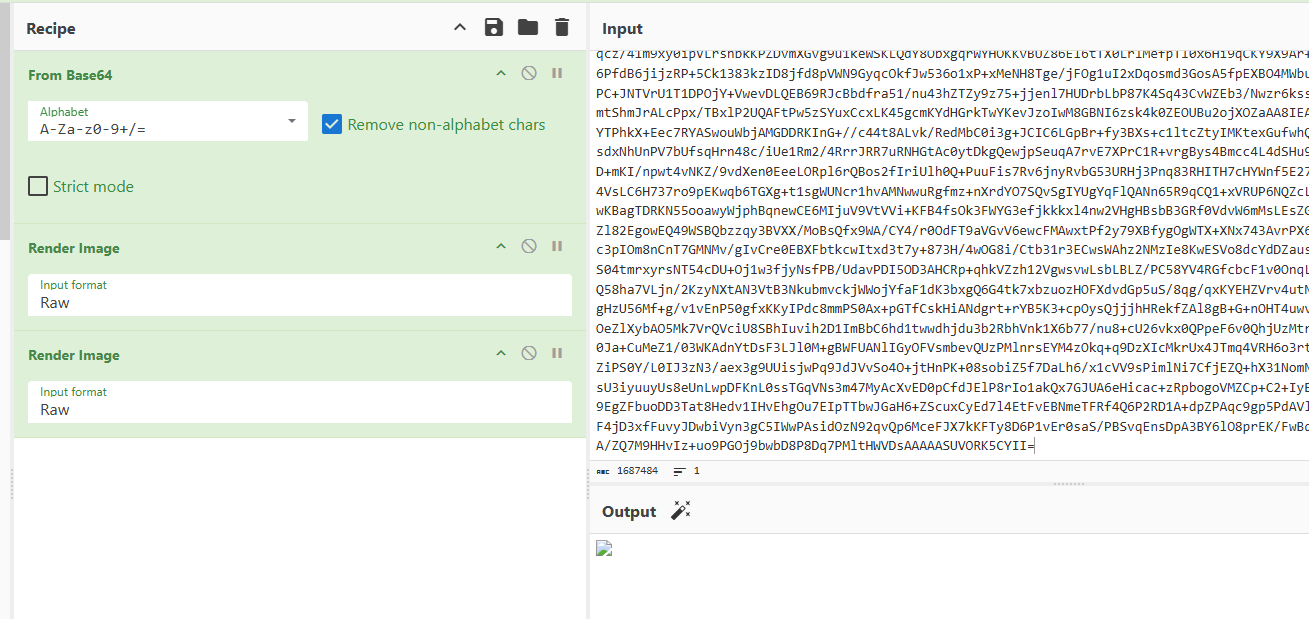 Recipe
From Base64
Alphabet
A-Za-z0-9+/=
Remove non-alphabet chars
Strict mode
Render Image
Input format
Raw
Render Image
Input format
Raw
Input
6PfdB6jijzRP+5Ck1383kzID8jfd8pVWN9GyqcOkfJw536o1xP+xMeNH8Tge/jFOg1uI2xDqosmd3GosA5fpEXBO4MWbu
PC+JNTVrU1T1DPOjY+VwevDLQEB69RJcBbdfra51/nu43hZTZy9z75+jjenl7HUDrbLbP87K4Sq43CvWZEb3/Nwzr6kss
mtShmJrALcPpx/TBxlP2UQAFtPw5zSYuxCcxLK45gcmKYdHGrkTwYKevJzoIwM8GBNI6zsk4k0ZEOUBu2ojXOZaAA8IEA
YTPhkX+Eec7RYASwouWbjAMGDDRKInG+//c44t8ALvk/RedMbC0i3g+JCIC6LGpBr+fy3BXs+c1ltcZtyIMKtexGufwhQ
sdxNhUnPV7bUfsqHrn48c/iUe1Rm2/4RrrJRR7uRNHGtAc0ytDkgQewjpSeuqA7rvE7XPrC1R+vrgBys4Bmcc4L4dSHu9
D+mKI/npwt4vNKZ/9vdXen0EeeLORpl6rQBos2fIriUlh0Q+PuuFis7Rv6jnyRvbG53URHj3Pnq83RHITH7cHYWnf5E27
4VsLC6H737ro9pEKwqb6TGXg+t1sgWUNcr1hvAMNwwuRgfmz+nXrdYO7SQvSgIYUgYqFlQANn65R9qCQ1+xVRUP6NQZcL
wKBagTDRKN55ooawyWjphBqnewCE6MIjuV9VtVVi+KFB4fsOk3FWYG3efjkkkxl4nw2VHgHBsbB3GRf0VdvW6mMsLEsZG
Zl82EgowEQ49WSBQbzzqy3BVXX/MoBsQfx9WA/CY4/r0OdFT9aVGvV6ewcFMAwxtPf2y79XBfygOgWTX+XNx743AvrPX6
c3pIOm8nCnT7GMNMv/gIvCre0EBXFbtkcwItxd3t7y+873H/4wOG8i/Ctb31r3ECwsWAhz2NMzIe8KwESVo8dcYdDZaus
S04tmrxyrsNT54cDU+Oj1w3fjyNsfPB/UdavPDI5OD3AHCRp+qhkVZzh12VgwsvwLsbLBLZ/PC58YV4RGfcbcF1v0OnqL
Q58ha7VLjn/2KzyNXtAN3VtB3NkubmvckjWWojYfaF1dK3bxgQ6G4tk7xbzuozHOFXdvdGp5uS/8qg/qxKYEHZVrv4utM
gHzU56Mf+g/v1vEnP50gfxKKyIPdc8mmPS0Ax+pGTfCskHiANdgrt+rYB5K3+cpOysQjjjhHRekfZAl8gB+G+nOHT4uwv
OeZlXybAO5Mk7VrQVciU8SBhIuvih2D1ImBbC6hd1twwdhjdu3b2RbhVnk1X6b77/nu8+cU26vkx0QPpeF6v0QhjUzMtr
0Ja+CuMeZ1/03WKAdnYtDsF3LJl0M+gBWFUANlIGyOFVsmbevQUzPMlnrsEYM4zOkq+q9DzXIcMkrUx4JTmq4VRH6o3rt
ZiPS0Y/L0IJ3zN3/aex3g9UUisjwPq9JdJVvSo4O+jtHnPK+08sobiZ5f7DaLh6/x1cVV9sPimlNi7CfjEZQ+hX31NomN
sU3iyuuyUs8eUnLwpDFKnL0ssTGqVNs3m47MyAcXvED0pCfdJElP8rIo1akQx7GJUA6eHicac+zRpbogoVMZCp+C2+IyE
9EgZFbuoDD3Tat8Hedv1IHvEhgOu7EIpTTbwJGaH6+ZScuxCyEd7l4EtFvEBNmeTFRf4Q6P2RD1A+dpZPAqc9gp5PdAVl
F4jD3xfFuvyJDwbiVyn3gC5IWwPAsidOzN92qvQp6MceFJX7kKFTy8D6P1vEr0saS/PBSvqEnsDpA3BY6lO8prEK/FwBq
A/ZQ7M9HHvIz+uo9PGOj9bwbD8P8Dq7PMltHWVDsAAAAASUVORK5CYII=
ABC 1687484 1
Output